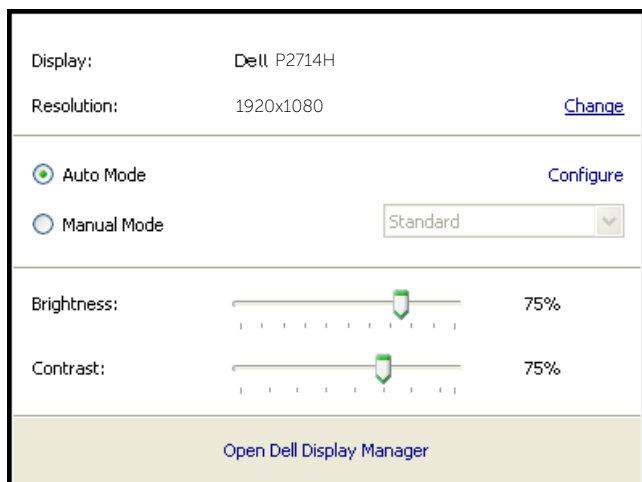 Display: Dell P2714H
Resolution: 1920x1080 Change
Auto Mode Configure
Manual Mode Standard
Brightness: 75%
Contrast: 75%
Open Dell Display Manager